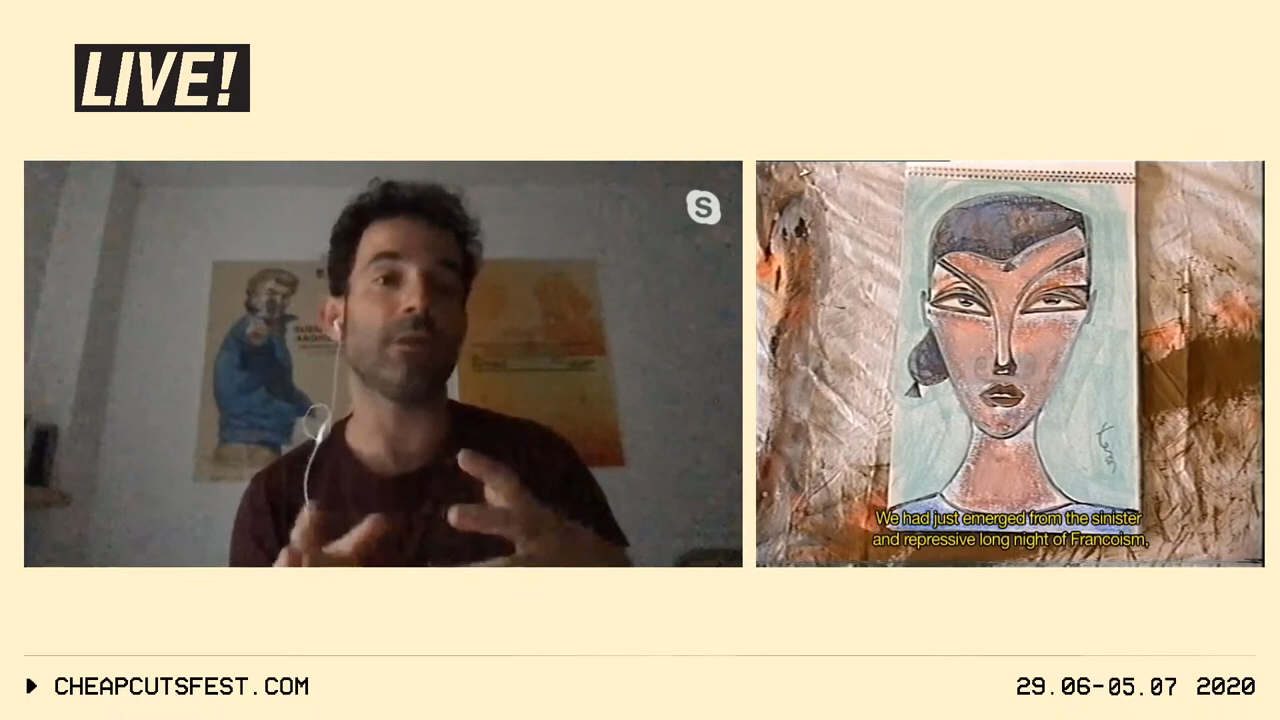 LIVE!
S
We had just emerged from the sinister
and repressive long night of Francoism,
CHEAPCUTSFEST.COM
29.06-05.07 2020